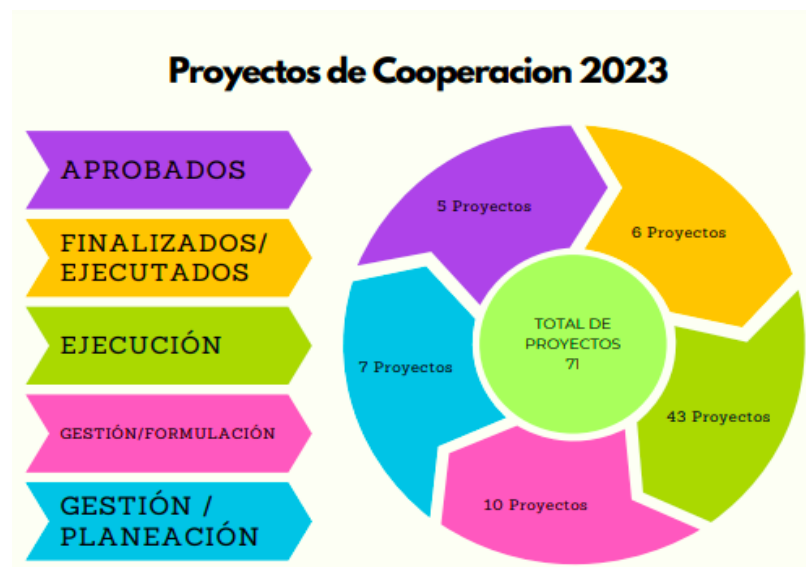 Proyectos de Cooperacion 2023
APROBADOS
FINALIZADOS/
EJECUTADOS
EJECUCIÓN
GESTIÓN/FORMULACIÓN
GESTIÓN /
PLANEACIÓN
5 Proyectos
6 Proyectos
7 Proyectos
TOTAL DE
PROYECTOS
71
43 Proyectos
10 Proyectos